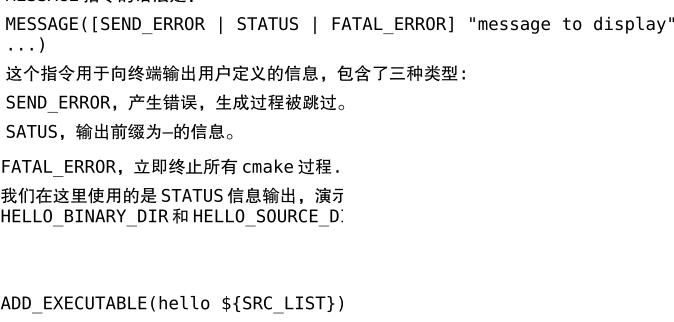 MESSAGE([SEND_ERROR | STATUS | FATAL_ERROR] "message to display"
...)
这个指令用于向终端输出用户定义的信息，包含了三种类型:
SEND_ERROR，产生错误，生成过程被跳过。
SATUS，输出前缀为—的信息。
FATAL_ERROR，立即终止所有 cmake 过程.
我们在这里使用的是 STATUS 信息输出，演示
HELLO_BINARY_DIR 和 HELLO_SOURCE_D
ADD_EXECUTABLE(hello ${SRC_LIST})